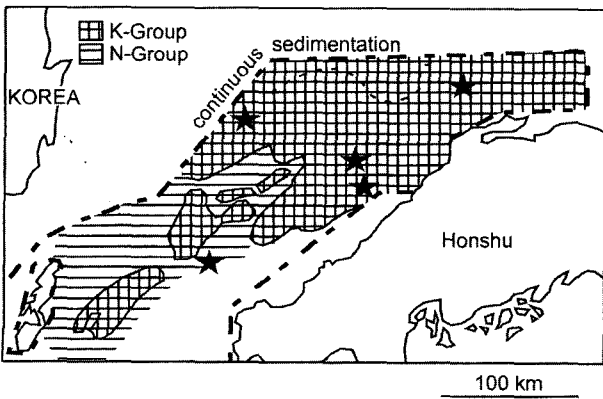 K-Group
N-Group
continuous sedimentation
KOREA
Honshu
100 km